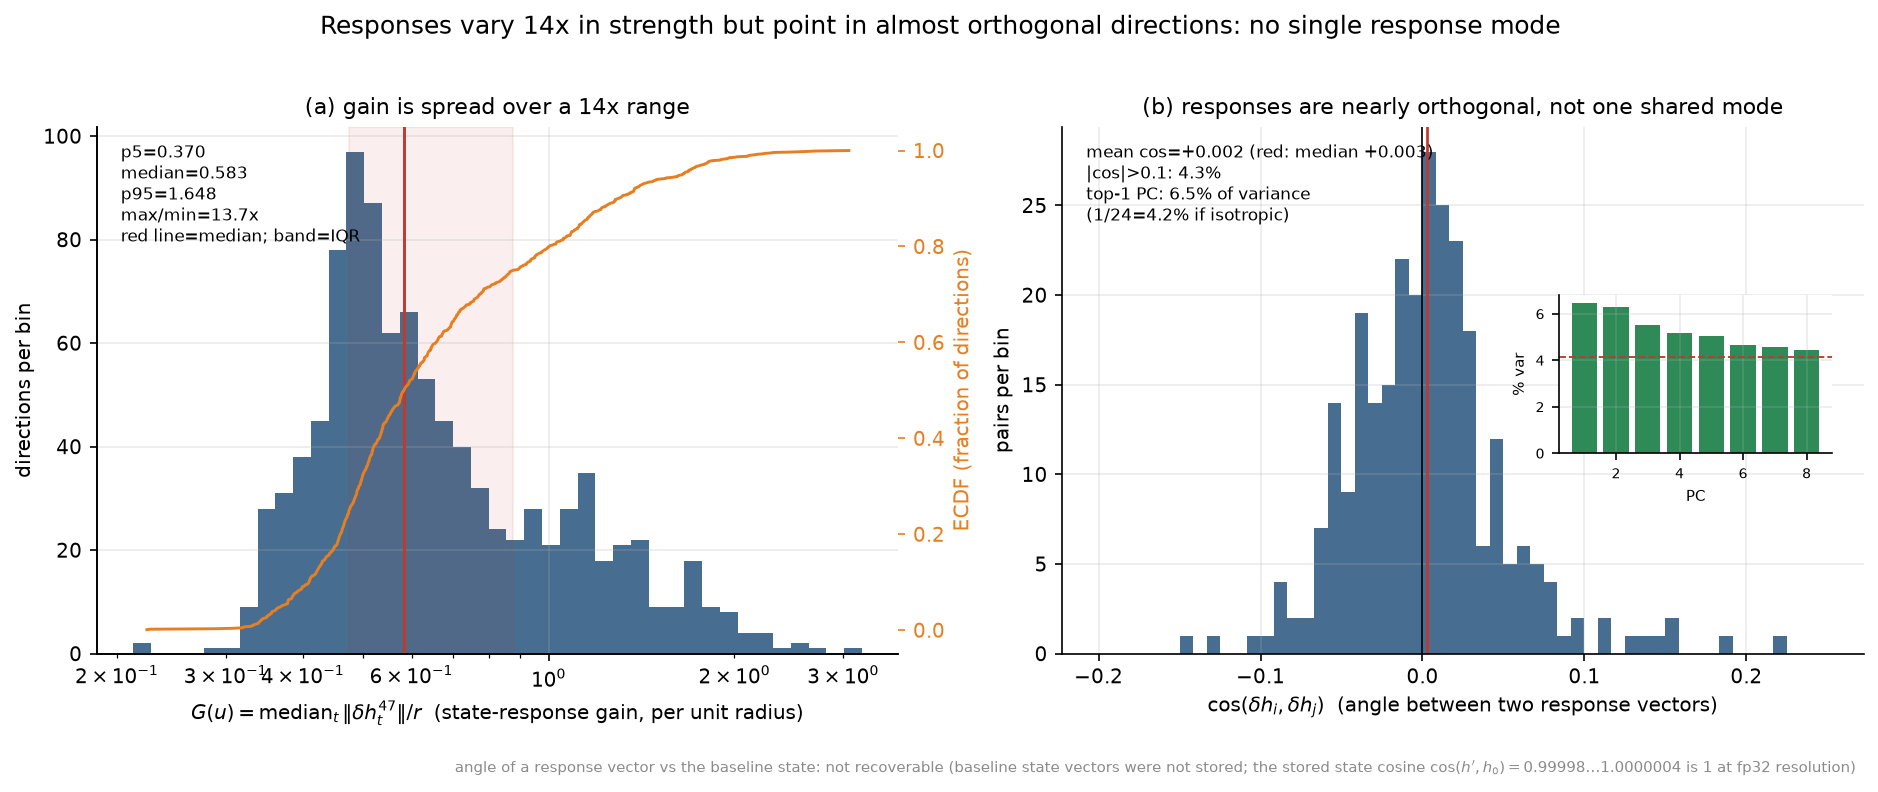 Responses vary 14x in strength but point in almost orthogonal directions: no single response mode
(a) gain is spread over a 14x range
100
80
60
40
20
0
directions per bin
p5=0.370
median=0.583
p95=1.648
max/min=13.7x
red line=median; band=IQR
1.0
0.8
0.6
0.4
0.2
0.0
ECDF (fraction of directions)
2 × 10⁻¹ 3 × 10⁻¹ 4 × 10⁻¹ 6 × 10⁻¹ 10⁰ 2 × 10⁰ 3 × 10⁰
G(u) = medianₜ ‖δhₜ⁴⁷‖/r (state-response gain, per unit radius)
(b) responses are nearly orthogonal, not one shared mode
25
20
15
10
5
0
pairs per bin
mean cos=+0.002 (red: median +0.003)
|cos|>0.1: 4.3%
top-1 PC: 6.5% of variance
(1/24=4.2% if isotropic)
6
4
2
0
% var
2 4 6 8
PC
−0.2 −0.1 0.0 0.1 0.2
cos(δhᵢ, δhⱼ) (angle between two response vectors)
angle of a response vector vs the baseline state: not recoverable (baseline state vectors were not stored; the stored state cosine cos(h′, h₀) = 0.99998...1.0000004 is 1 at fp32 resolution)